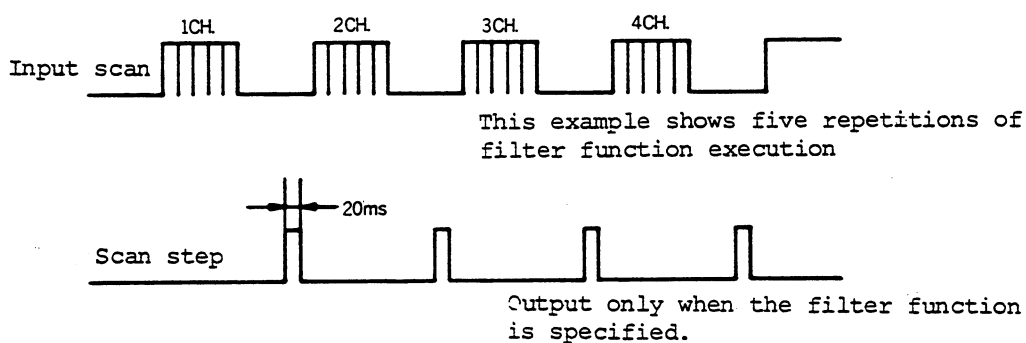 1CH. 2CH. 3CH. 4CH.
Input scan
This example shows five repetitions of
filter function execution
20ms
Scan step
Output only when the filter function
is specified.